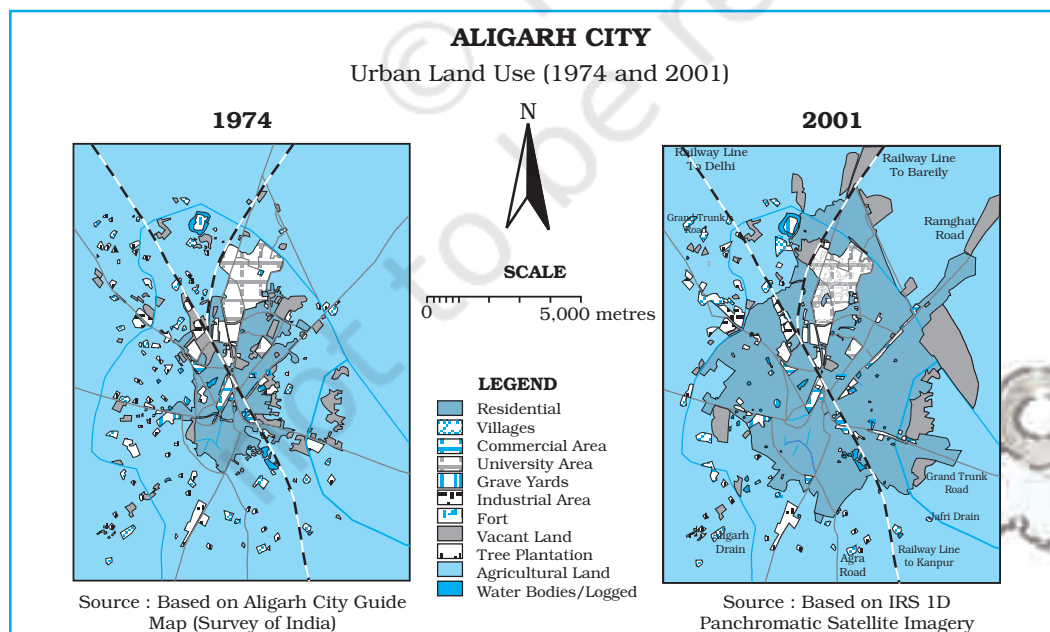 ALIGARH CITY
Urban Land Use (1974 and 2001)
1974
N
2001
SCALE
0 5,000 metres
LEGEND
Residential
Villages
Commercial Area
University Area
Grave Yards
Industrial Area
Fort
Vacant Land
Tree Plantation
Agricultural Land
Water Bodies/Logged
Railway Line
To Delhi
Railway Line
To Bareily
Grand Trunk
Road
Ramghat
Road
Grand Trunk
Road
Jafri Drain
Aligarh
Drain
Agra
Road
Railway Line
to Kanpur
Source : Based on Aligarh City Guide
Map (Survey of India)
Source : Based on IRS 1D
Panchromatic Satellite Imagery
©
not to be re